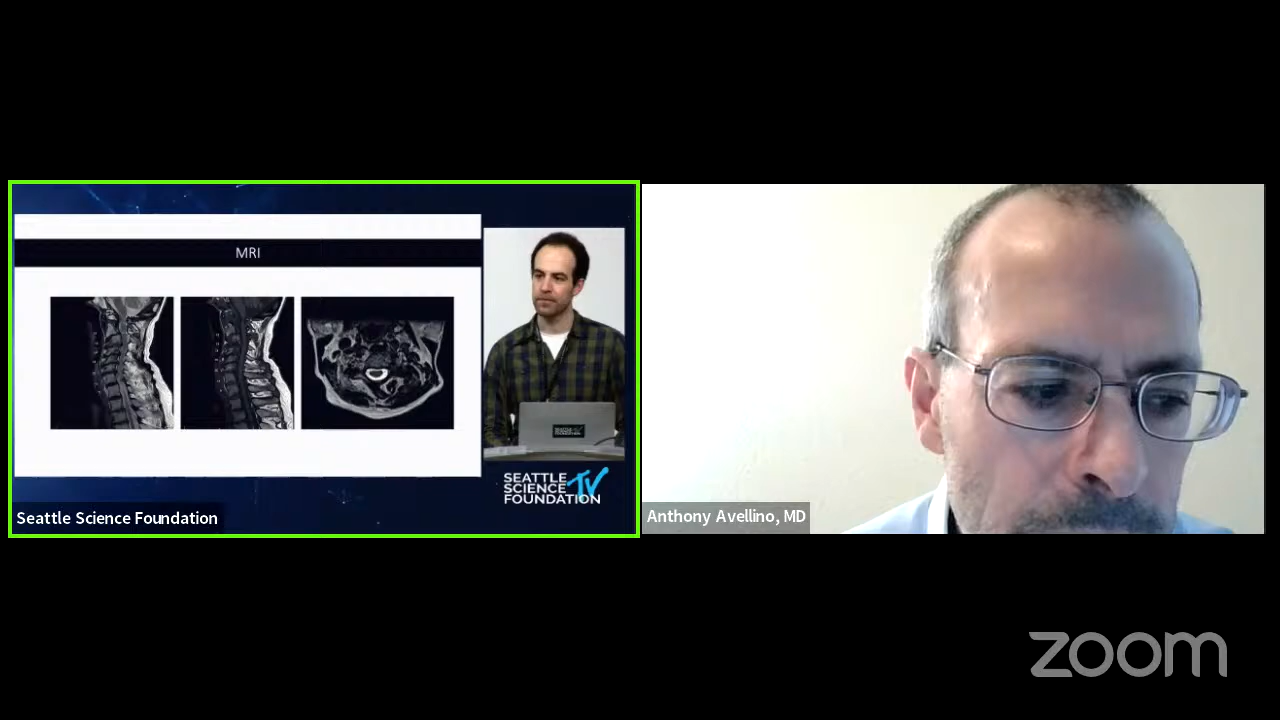 MRI
SEATTLE
SCIENCE TV
FOUNDATION
Seattle Science Foundation
Anthony Avellino, MD
zoom